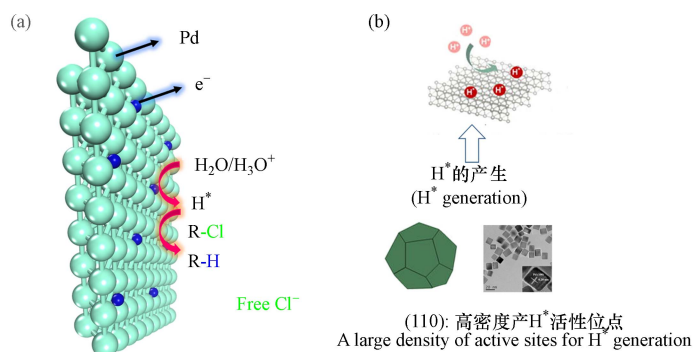 (a)
Pd
e⁻
H₂O/H₃O⁺
H*
R-Cl
R-H
Free Cl⁻
(b)
H⁺
H⁺
H⁺
H*
H*
H*
H*的产生
(H* generation)
(110): 高密度产H*活性位点
A large density of active sites for H* generation